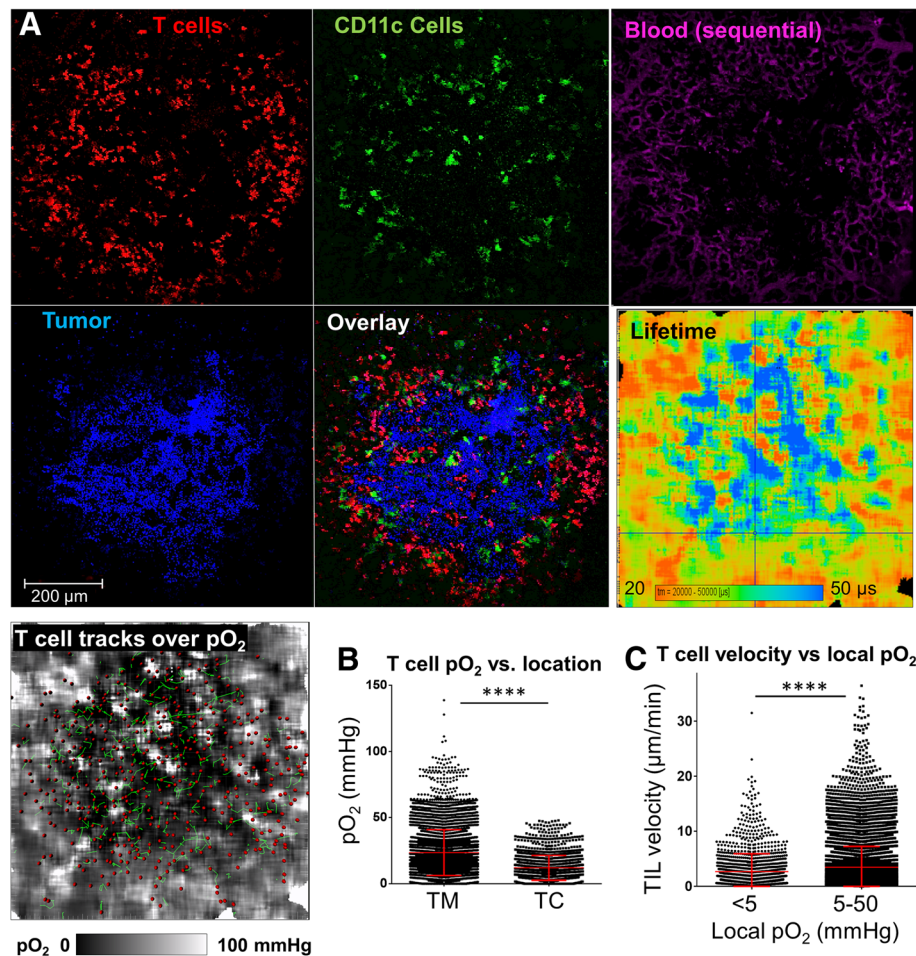 A
T cells
CD11c Cells
Blood (sequential)
Tumor
Overlay
Lifetime
200 µm
20
tm = 20000 - 50000 [µs]
50 µs
T cell tracks over pO₂
pO₂ 0
100 mmHg
B
T cell pO₂ vs. location
****
150
100
50
0
pO₂ (mmHg)
TM
TC
C
T cell velocity vs local pO₂
****
30
20
10
0
TIL velocity (µm/min)
<5
5-50
Local pO₂ (mmHg)